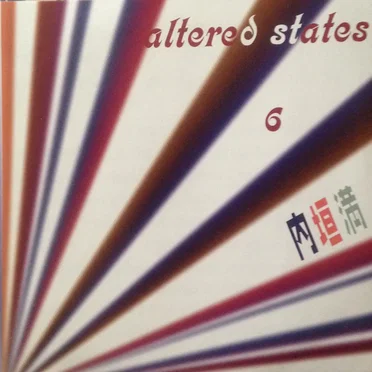 altered states
6
内垣満